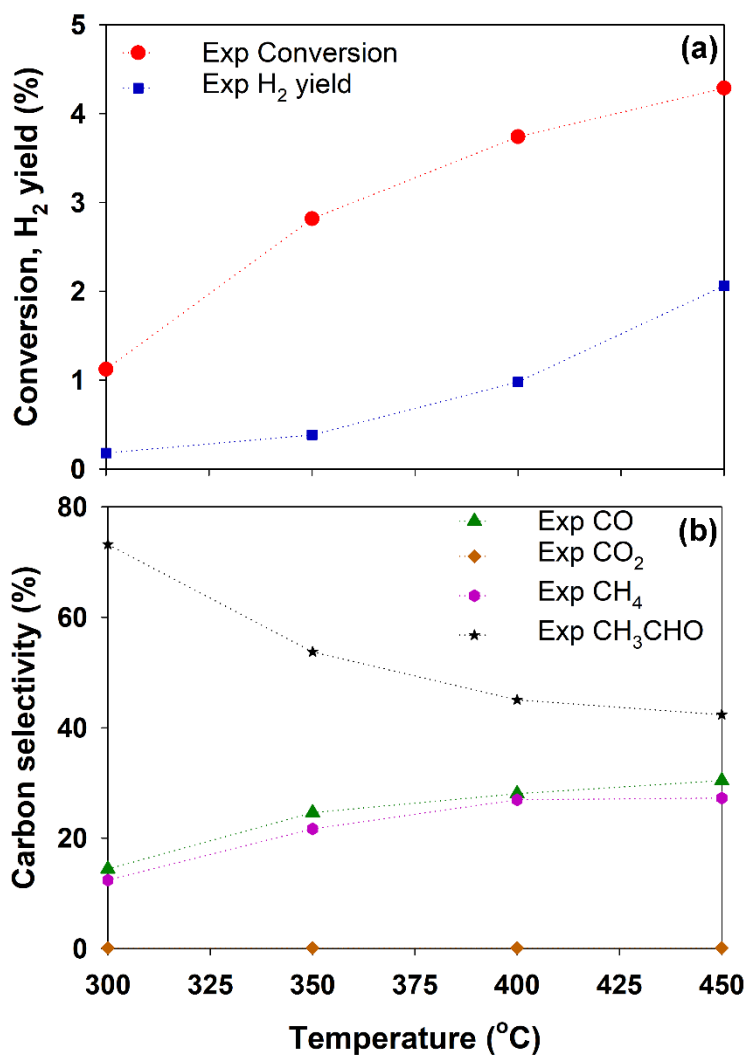 (a)
Exp Conversion
Exp H₂ yield
Conversion, H₂ yield (%)
5
4
3
2
1
0
(b)
Exp CO
Exp CO₂
Exp CH₄
Exp CH₃CHO
Carbon selectivity (%)
80
60
40
20
0
300 325 350 375 400 425 450
Temperature (°C)